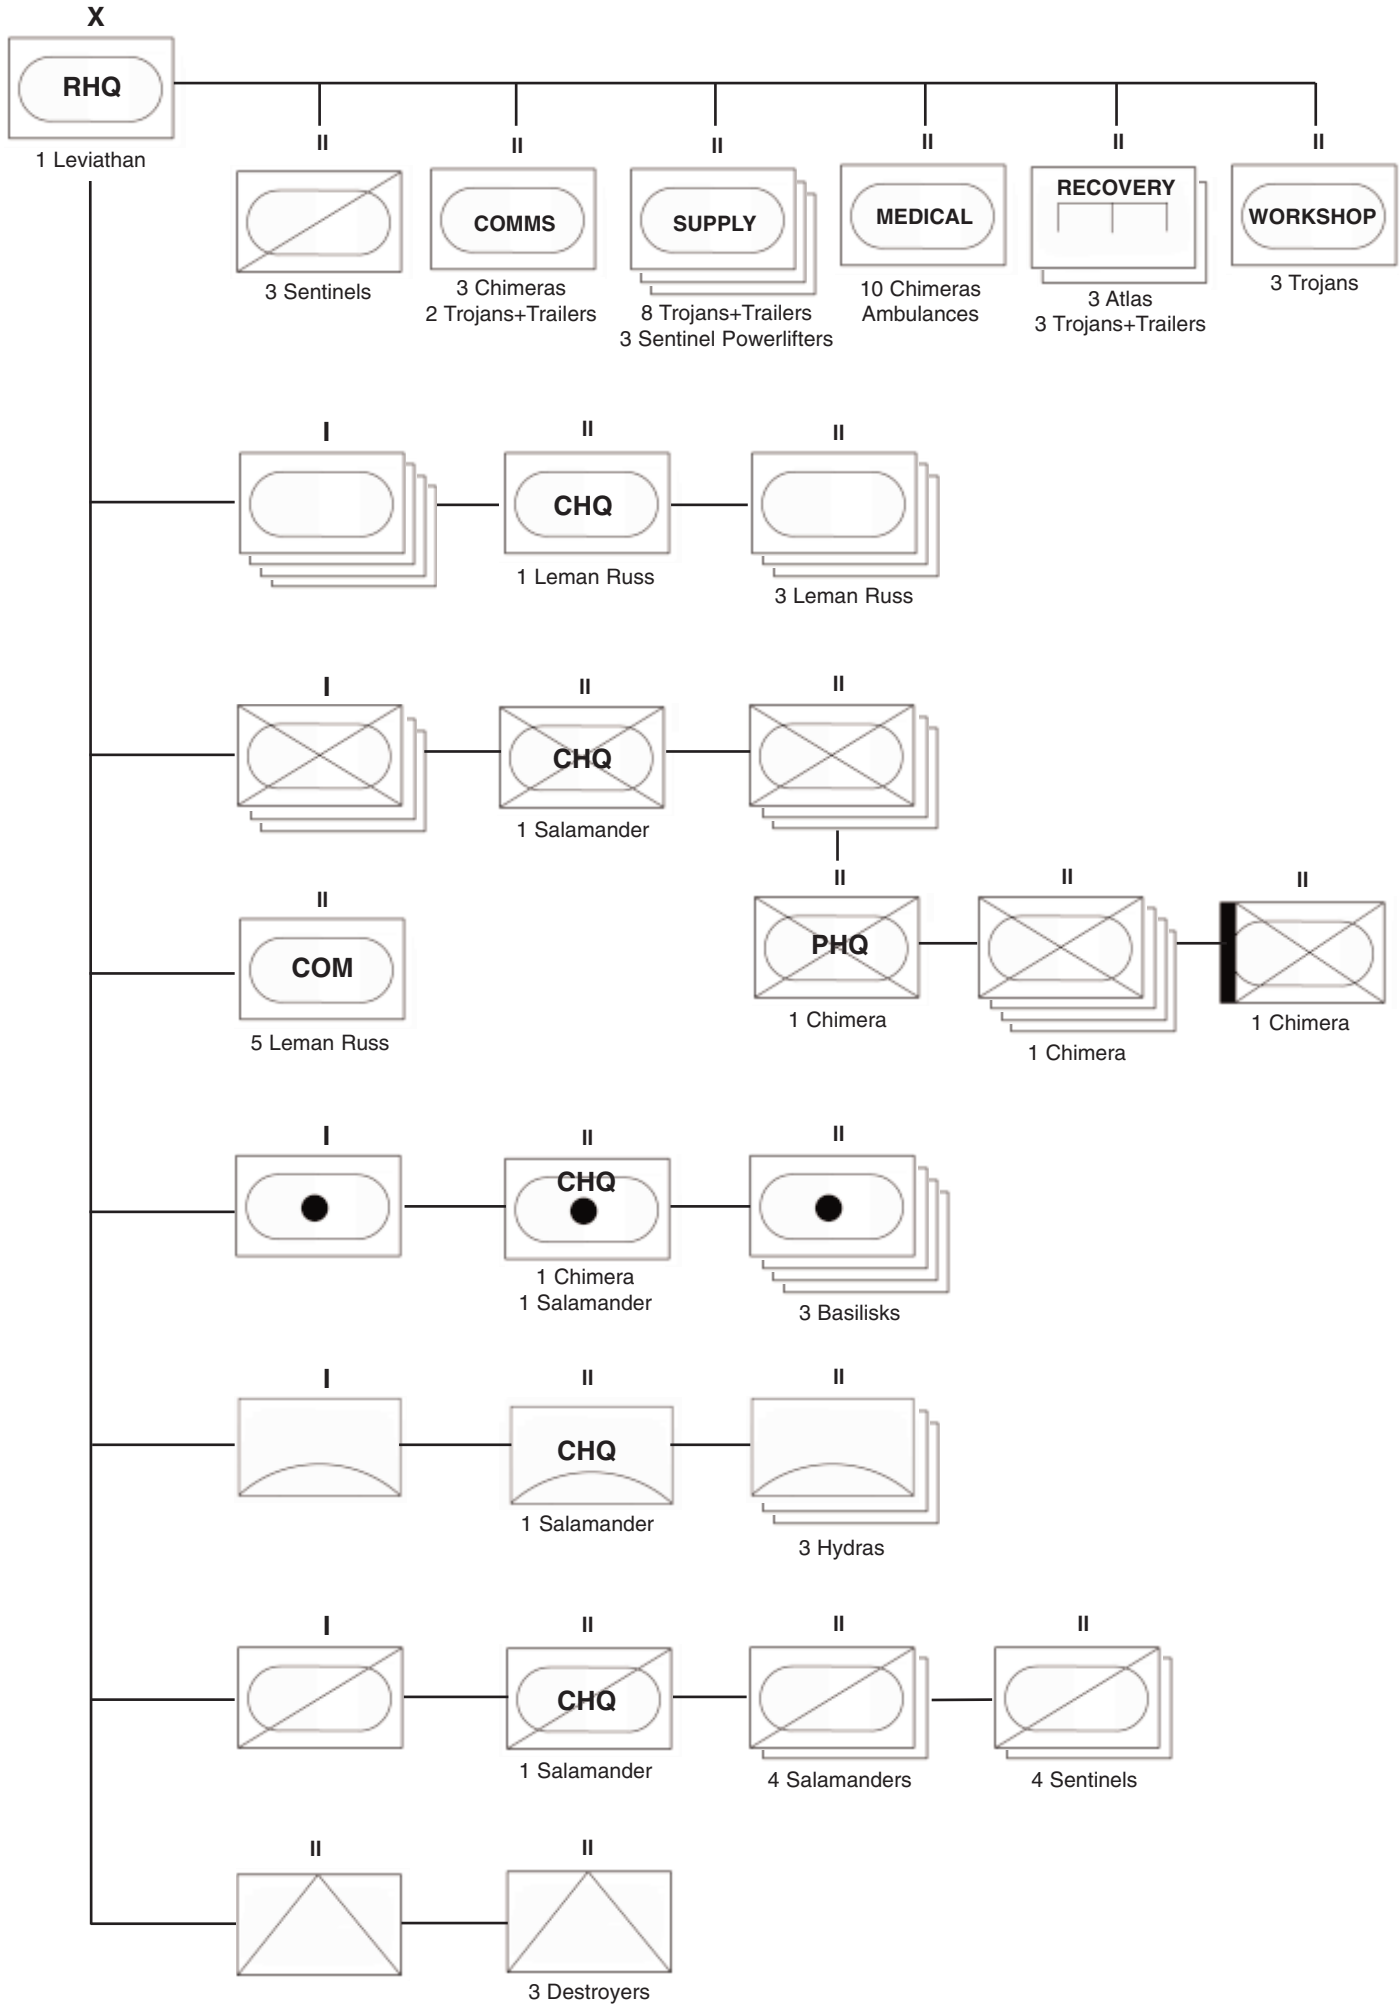 X
RHQ
1 Leviathan
II
II
II
II
II
II
COMMS
SUPPLY
MEDICAL
RECOVERY
WORKSHOP
3 Sentinels
3 Chimeras
2 Trojans+Trailers
8 Trojans+Trailers
3 Sentinel Powerlifters
10 Chimeras
Ambulances
3 Atlas
3 Trojans+Trailers
3 Trojans
I
II
II
CHQ
1 Leman Russ
3 Leman Russ
I
II
II
CHQ
1 Salamander
II
II
II
PHQ
1 Chimera
1 Chimera
1 Chimera
II
COM
5 Leman Russ
I
II
II
CHQ
1 Chimera
1 Salamander
3 Basilisks
I
II
II
CHQ
1 Salamander
3 Hydras
I
II
II
II
CHQ
1 Salamander
4 Salamanders
4 Sentinels
II
II
3 Destroyers